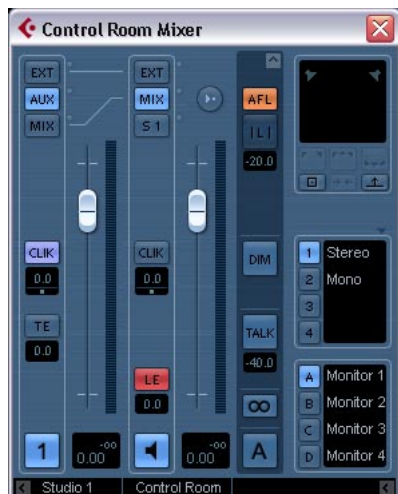 Control Room Mixer
EXT EXT
AUX MIX AFL
MIX S 1 |L|
-20.0
CLIK CLIK DIM 1 Stereo
0.0 0.0 2 Mono
3
TE TALK 4
0.0 LE -40.0 A Monitor 1
0.0 B Monitor 2
∞ C Monitor 3
1 0.00 -oo 0.00 -oo A D Monitor 4
Studio 1 Control Room